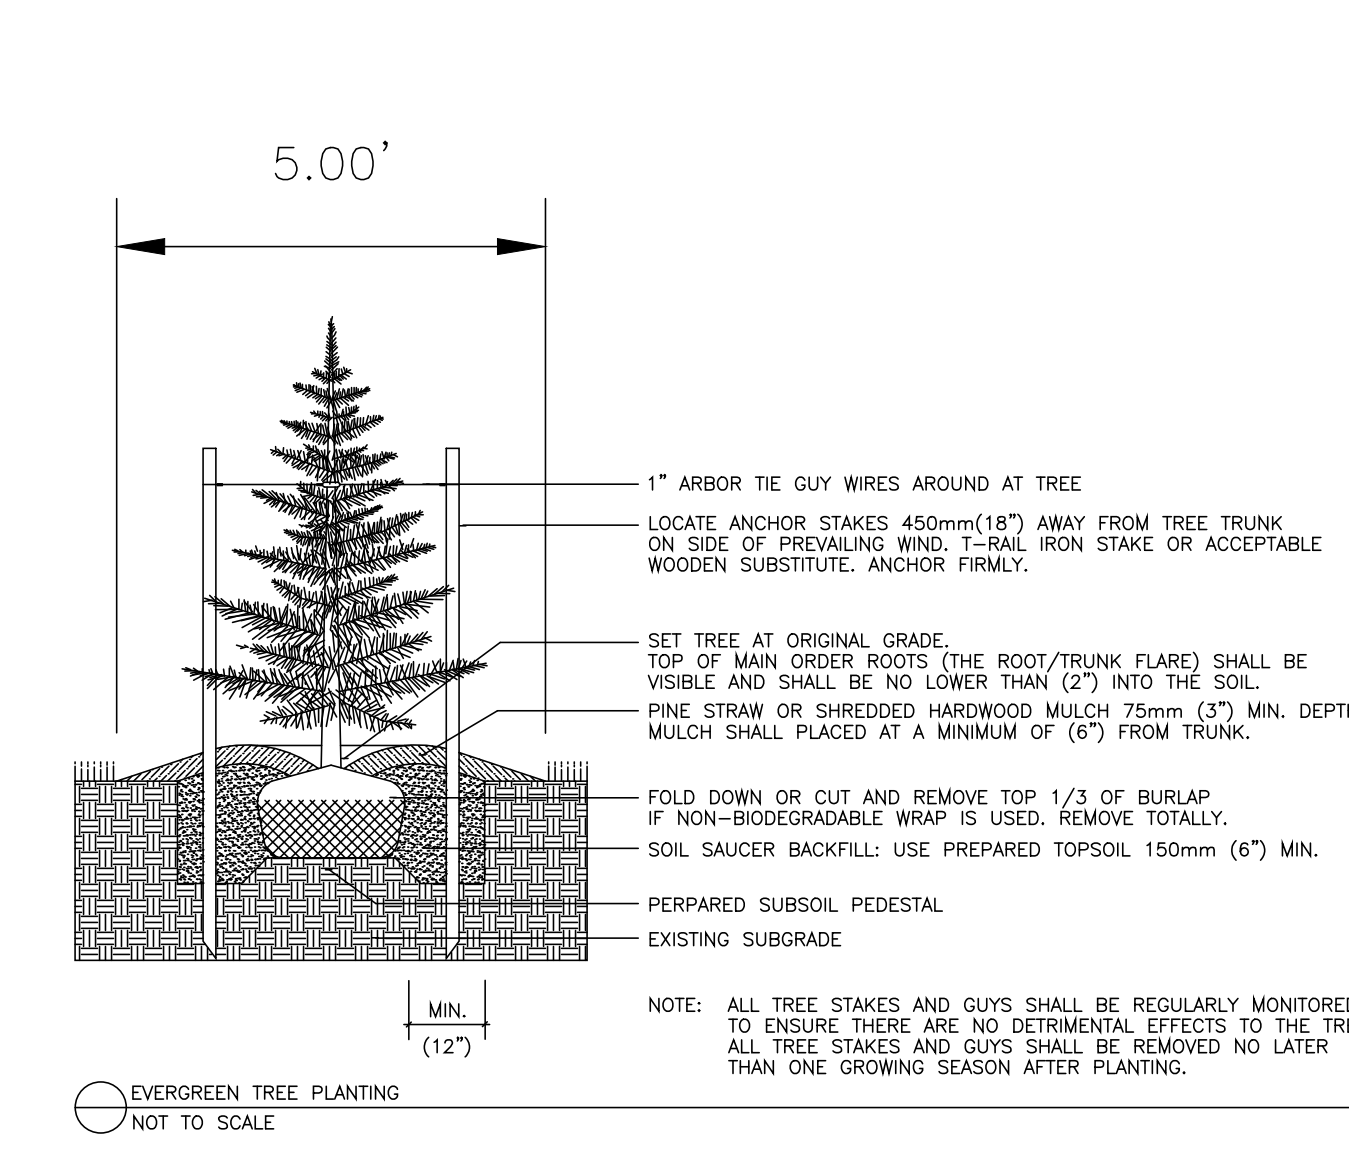 5.00'
1" ARBOR TIE GUY WIRES AROUND AT TREE
LOCATE ANCHOR STAKES 450mm(18") AWAY FROM TREE TRUNK
ON SIDE OF PREVAILING WIND. T-RAIL IRON STAKE OR ACCEPTABLE
WOODEN SUBSTITUTE. ANCHOR FIRMLY.
SET TREE AT ORIGINAL GRADE.
TOP OF MAIN ORDER ROOTS (THE ROOT/TRUNK FLARE) SHALL BE
VISIBLE AND SHALL BE NO LOWER THAN (2") INTO THE SOIL.
PINE STRAW OR SHREDDED HARDWOOD MULCH 75mm (3") MIN.
MULCH SHALL PLACED AT A MINIMUM OF (6") FROM TRUNK.
FOLD DOWN OR CUT AND REMOVE TOP 1/3 OF BURLAP
IF NON-BIODEGRADABLE WRAP IS USED. REMOVE TOTALLY.
SOIL SAUCER BACKFILL: USE PREPARED TOPSOIL 150mm (6") MIN.
PERPARED SUBSOIL PEDESTAL
EXISTING SUBGRADE
MIN.
(12")
NOTE: ALL TREE STAKES AND GUYS SHALL BE REGULARLY MONITORED
TO ENSURE THERE ARE NO DETRIMENTAL EFFECTS TO THE
ALL TREE STAKES AND GUYS SHALL BE REMOVED NO LATER
THAN ONE GROWING SEASON AFTER PLANTING.
EVERGREEN TREE PLANTING
NOT TO SCALE